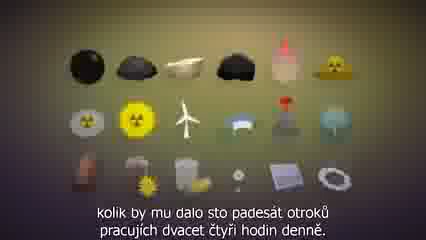 kolik by mu dalo sto padesát otroků
pracujících dvacet čtyři hodin denně.